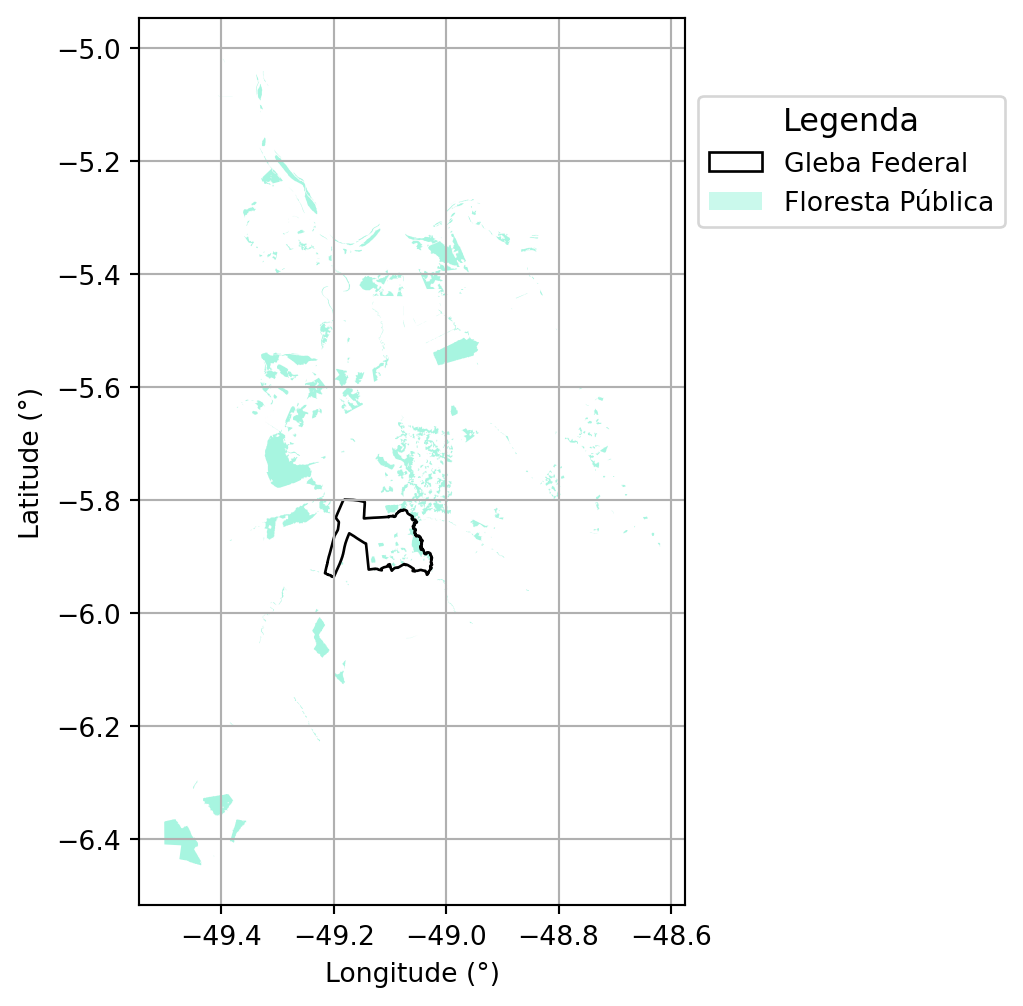 −5.0
−5.2
−5.4
−5.6
−5.8
−6.0
−6.2
−6.4
Latitude (°)
−49.4 −49.2 −49.0 −48.8 −48.6
Longitude (°)
Legenda
Gleba Federal
Floresta Pública